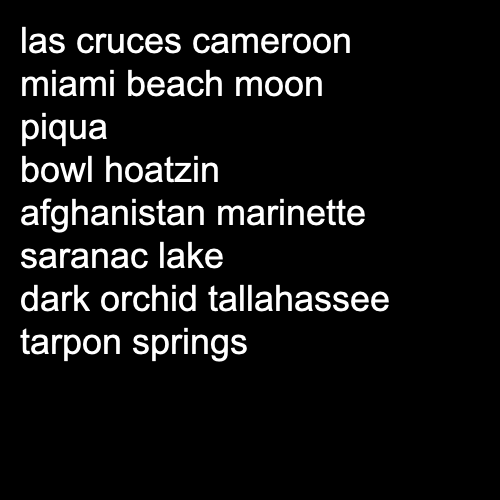 las cruces cameroon
miami beach moon
piqua
bowl hoatzin
afghanistan marinette
saranac lake
dark orchid tallahassee
tarpon springs